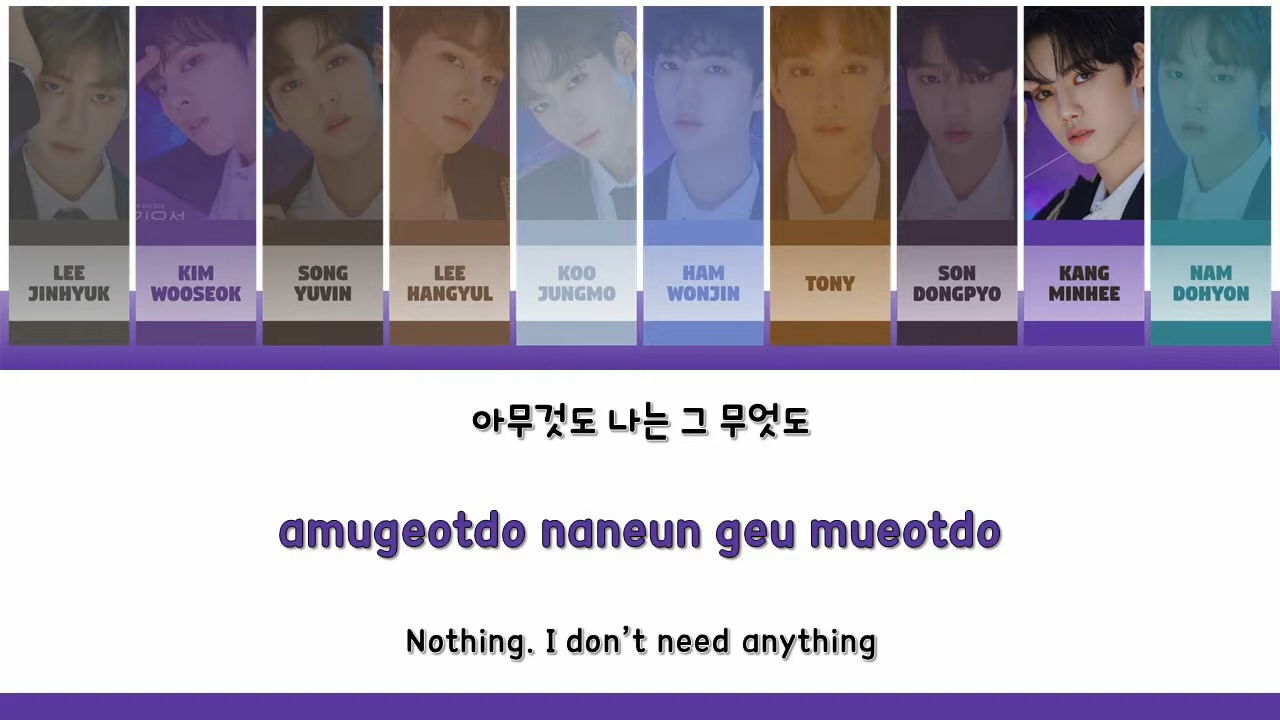 LEE
JINHYUK
KIM
WOOSEOK
SONG
YUVIN
LEE
HANGYUL
KOO
JUNGMO
HAM
WONJIN
TONY
SON
DONGPYO
KANG
MINHEE
NAM
DOHYON
아무것도 나는 그 무엇도
amugeotdo naneun geu mueotdo
Nothing. I don't need anything